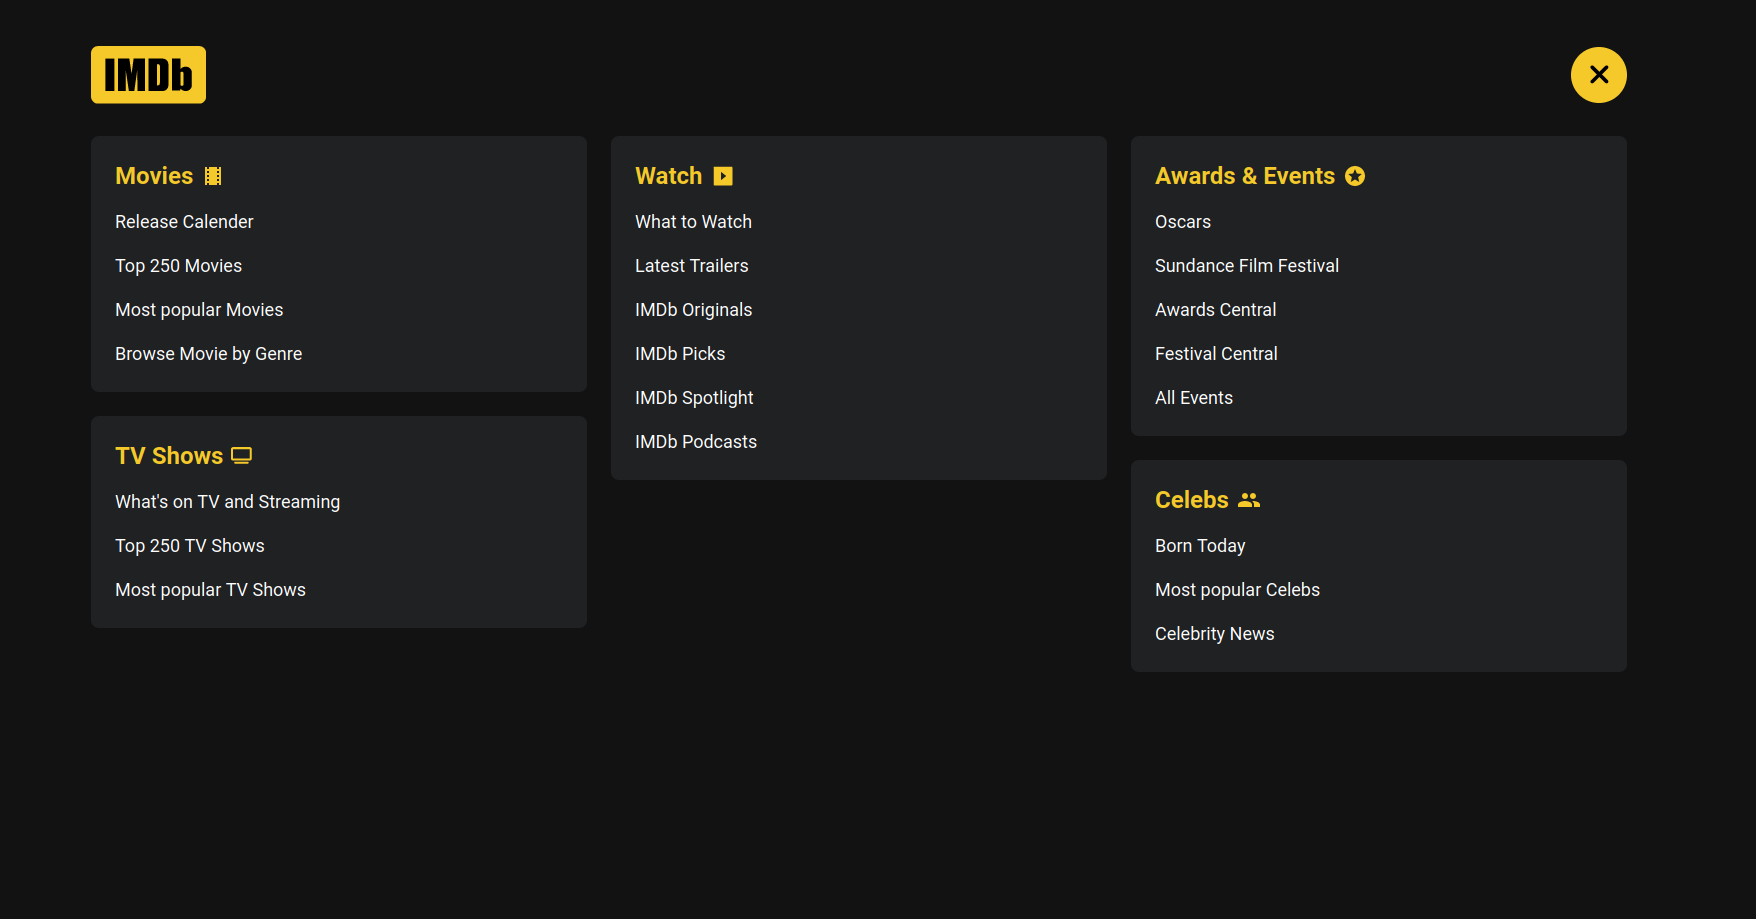 IMDb
Movies
Release Calender
Top 250 Movies
Most popular Movies
Browse Movie by Genre
TV Shows
What's on TV and Streaming
Top 250 TV Shows
Most popular TV Shows
Watch
What to Watch
Latest Trailers
IMDb Originals
IMDb Picks
IMDb Spotlight
IMDb Podcasts
Awards & Events
Oscars
Sundance Film Festival
Awards Central
Festival Central
All Events
Celebs
Born Today
Most popular Celebs
Celebrity News